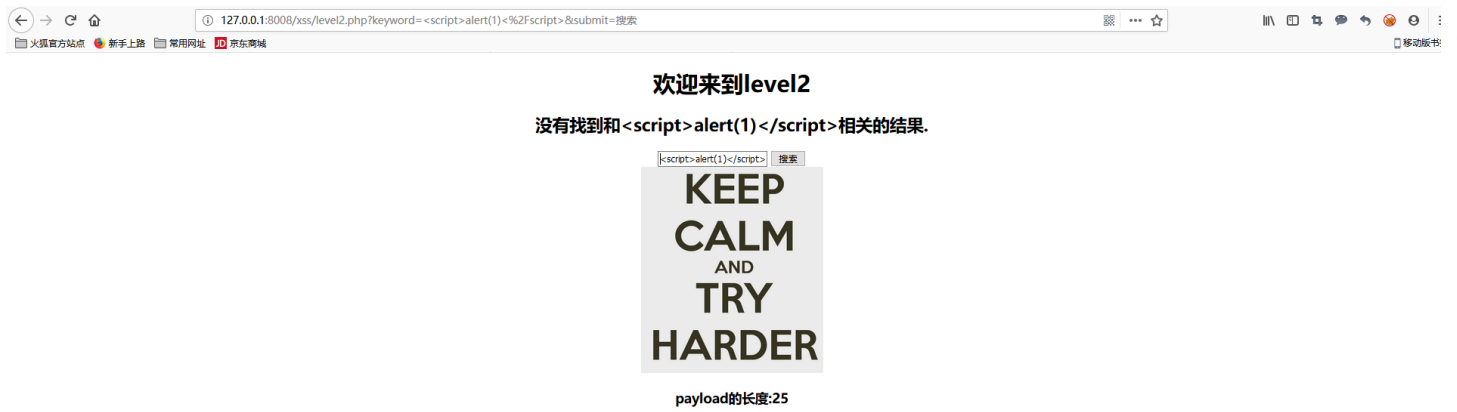 127.0.0.1:8008/xss/level2.php?keyword=<script>alert(1)<%2Fscript>&submit=搜索
火狐官方站点 新手上路 常用网址 JD 京东商城
欢迎来到level2
没有找到和<script>alert(1)</script>相关的结果.
<script>alert(1)</script> 搜索
KEEP
CALM
AND
TRY
HARDER
payload的长度:25